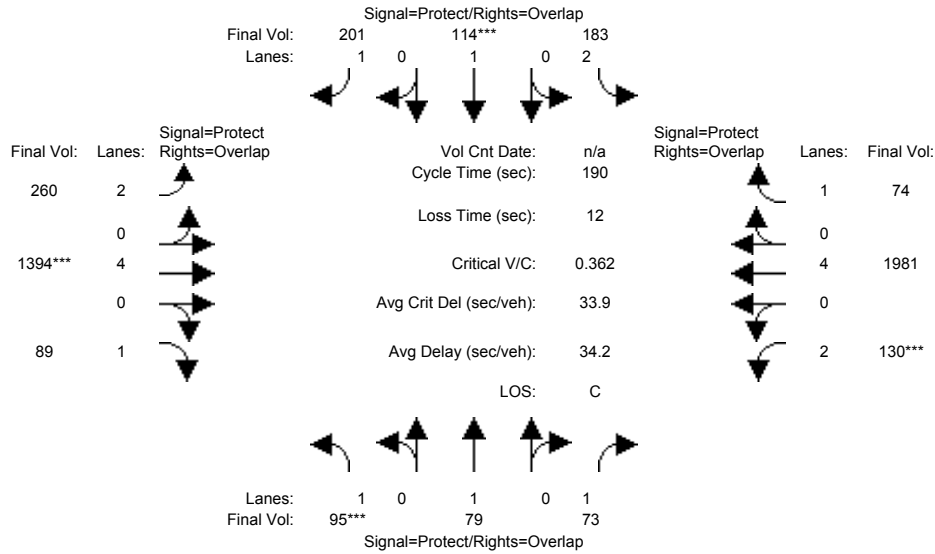 Signal=Protect/Rights=Overlap
Final Vol: 201 114*** 183
Lanes: 1 0 1 0 2
Signal=Protect
Final Vol: Lanes: Rights=Overlap
Vol Cnt Date: n/a
Signal=Protect
Rights=Overlap Lanes: Final Vol:
Cycle Time (sec): 190
260 2 1 74
Loss Time (sec): 12
0 0
1394*** 4 Critical V/C: 0.362 4 1981
0 Avg Crit Del (sec/veh): 33.9 0
89 1 Avg Delay (sec/veh): 34.2 2 130***
LOS: C
Lanes: 1 0 1 0 1
Final Vol: 95*** 79 73
Signal=Protect/Rights=Overlap